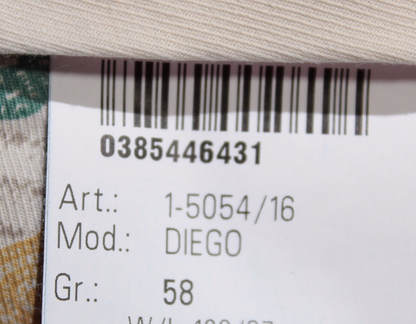 0385446431
Art.: 1-5054/16
Mod.: DIEGO
Gr.: 58
W/L